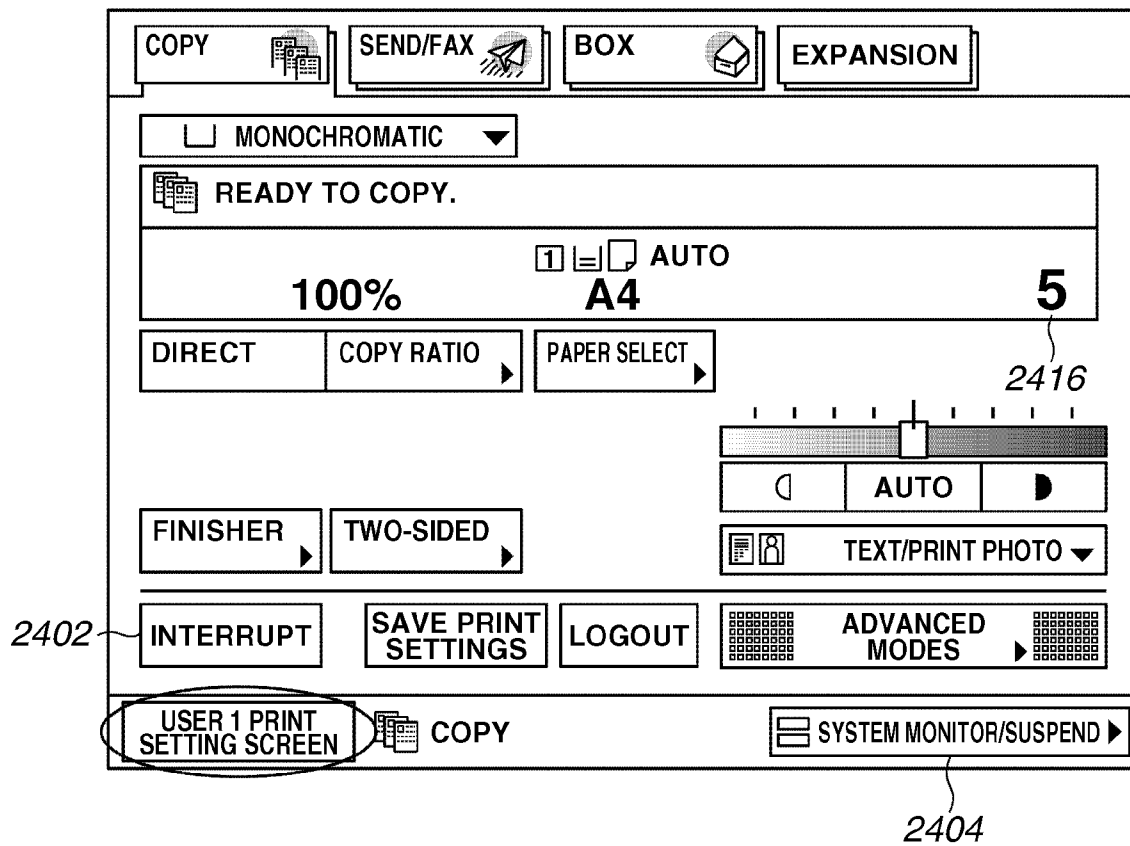 COPY
SEND/FAX
BOX
EXPANSION
MONOCHROMATIC
READY TO COPY.
1 AUTO
100% A4 5
DIRECT COPY RATIO PAPER SELECT
2416
AUTO
FINISHER TWO-SIDED
TEXT/PRINT PHOTO
2402
INTERRUPT
SAVE PRINT
SETTINGS
LOGOUT
ADVANCED
MODES
USER 1 PRINT
SETTING SCREEN
COPY
SYSTEM MONITOR/SUSPEND
2404